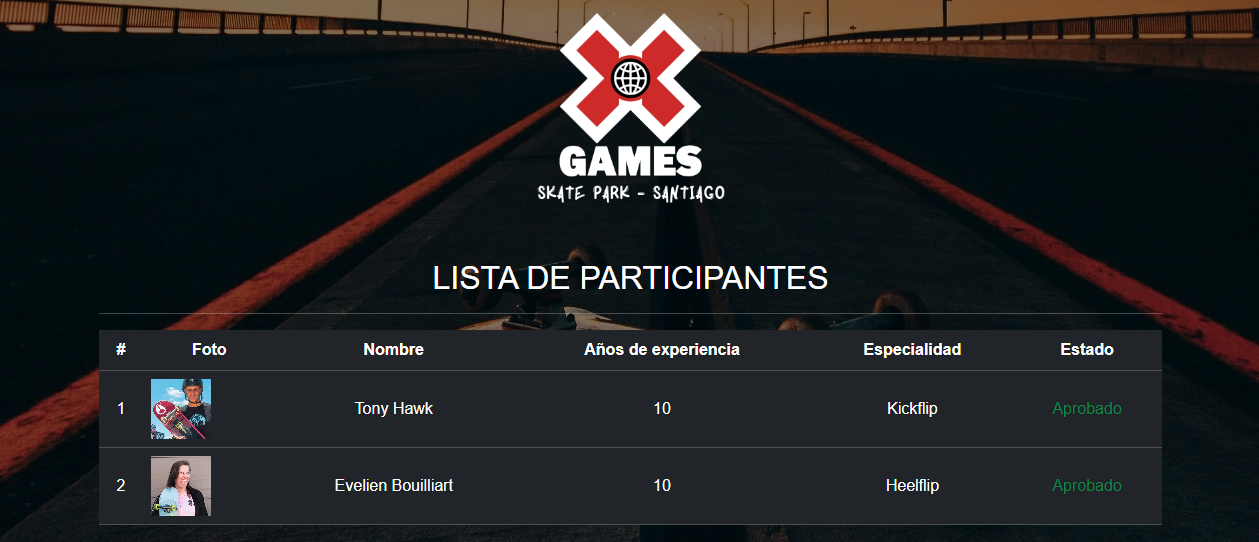 GAMES
SKATE PARK - SANTIAGO
LISTA DE PARTICIPANTES
# Foto Nombre Años de experiencia Especialidad Estado
1 Tony Hawk 10 Kickflip Aprobado
2 Evelien Bouilliart 10 Heelflip Aprobado